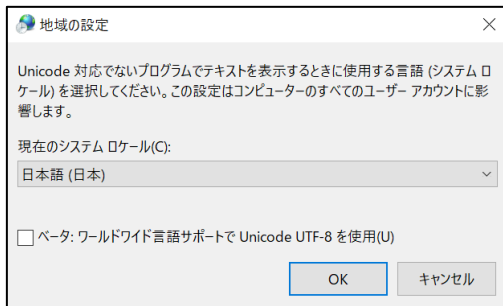 地域の設定
Unicode 対応でないプログラムでテキストを表示するときに使用する言語 (システム ロ
ケール) を選択してください。この設定はコンピューターのすべてのユーザー アカウントに影
響します。
現在のシステム ロケール(C):
日本語 (日本)
ベータ: ワールドワイド言語サポートで Unicode UTF-8 を使用(U)
OK
キャンセル